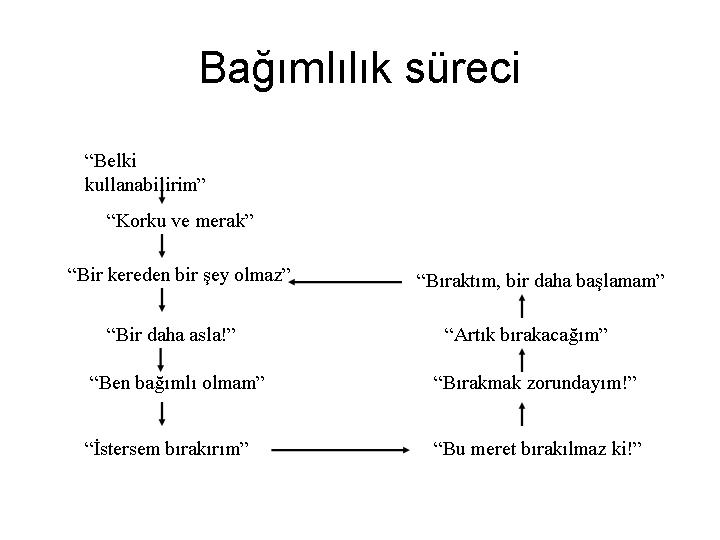 Bağımlılık süreci
“Belki
kullanabilirim”
“Korku ve merak”
“Bir kereden bir şey olmaz”
“Bir daha asla!”
“Ben bağımlı olmam”
“İstersem bırakırım”
“Bu meret bırakılmaz ki!”
“Bırakmak zorundayım!”
“Artık bırakacağım”
“Bıraktım, bir daha başlamam”